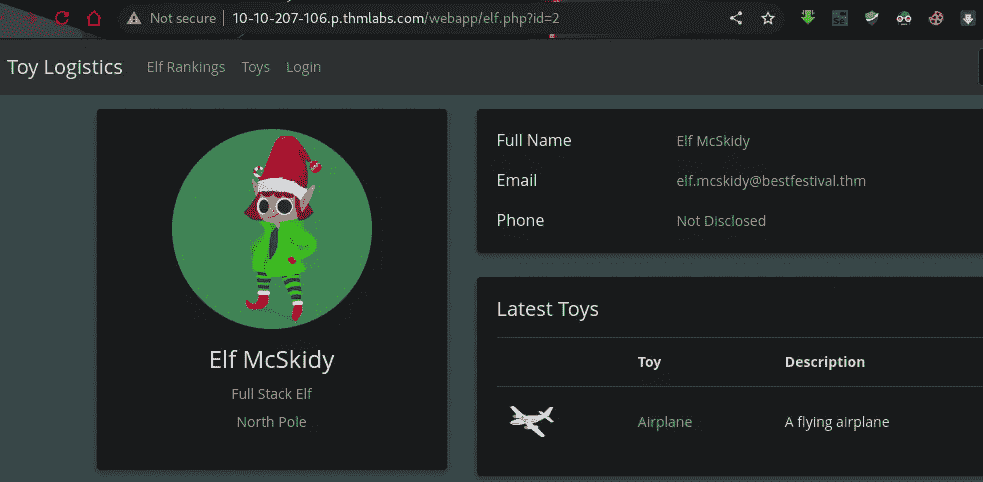 Not secure | 10-10-207-106.p.thmlabs.com/webapp/elf.php?id=2
Toy Logistics Elf Rankings Toys Login
Elf McSkidy
Full Stack Elf
North Pole
Full Name Elf McSkidy
Email elf.mcskidy@bestfestival.thm
Phone Not Disclosed
Latest Toys
Toy Description
Airplane A flying airplane